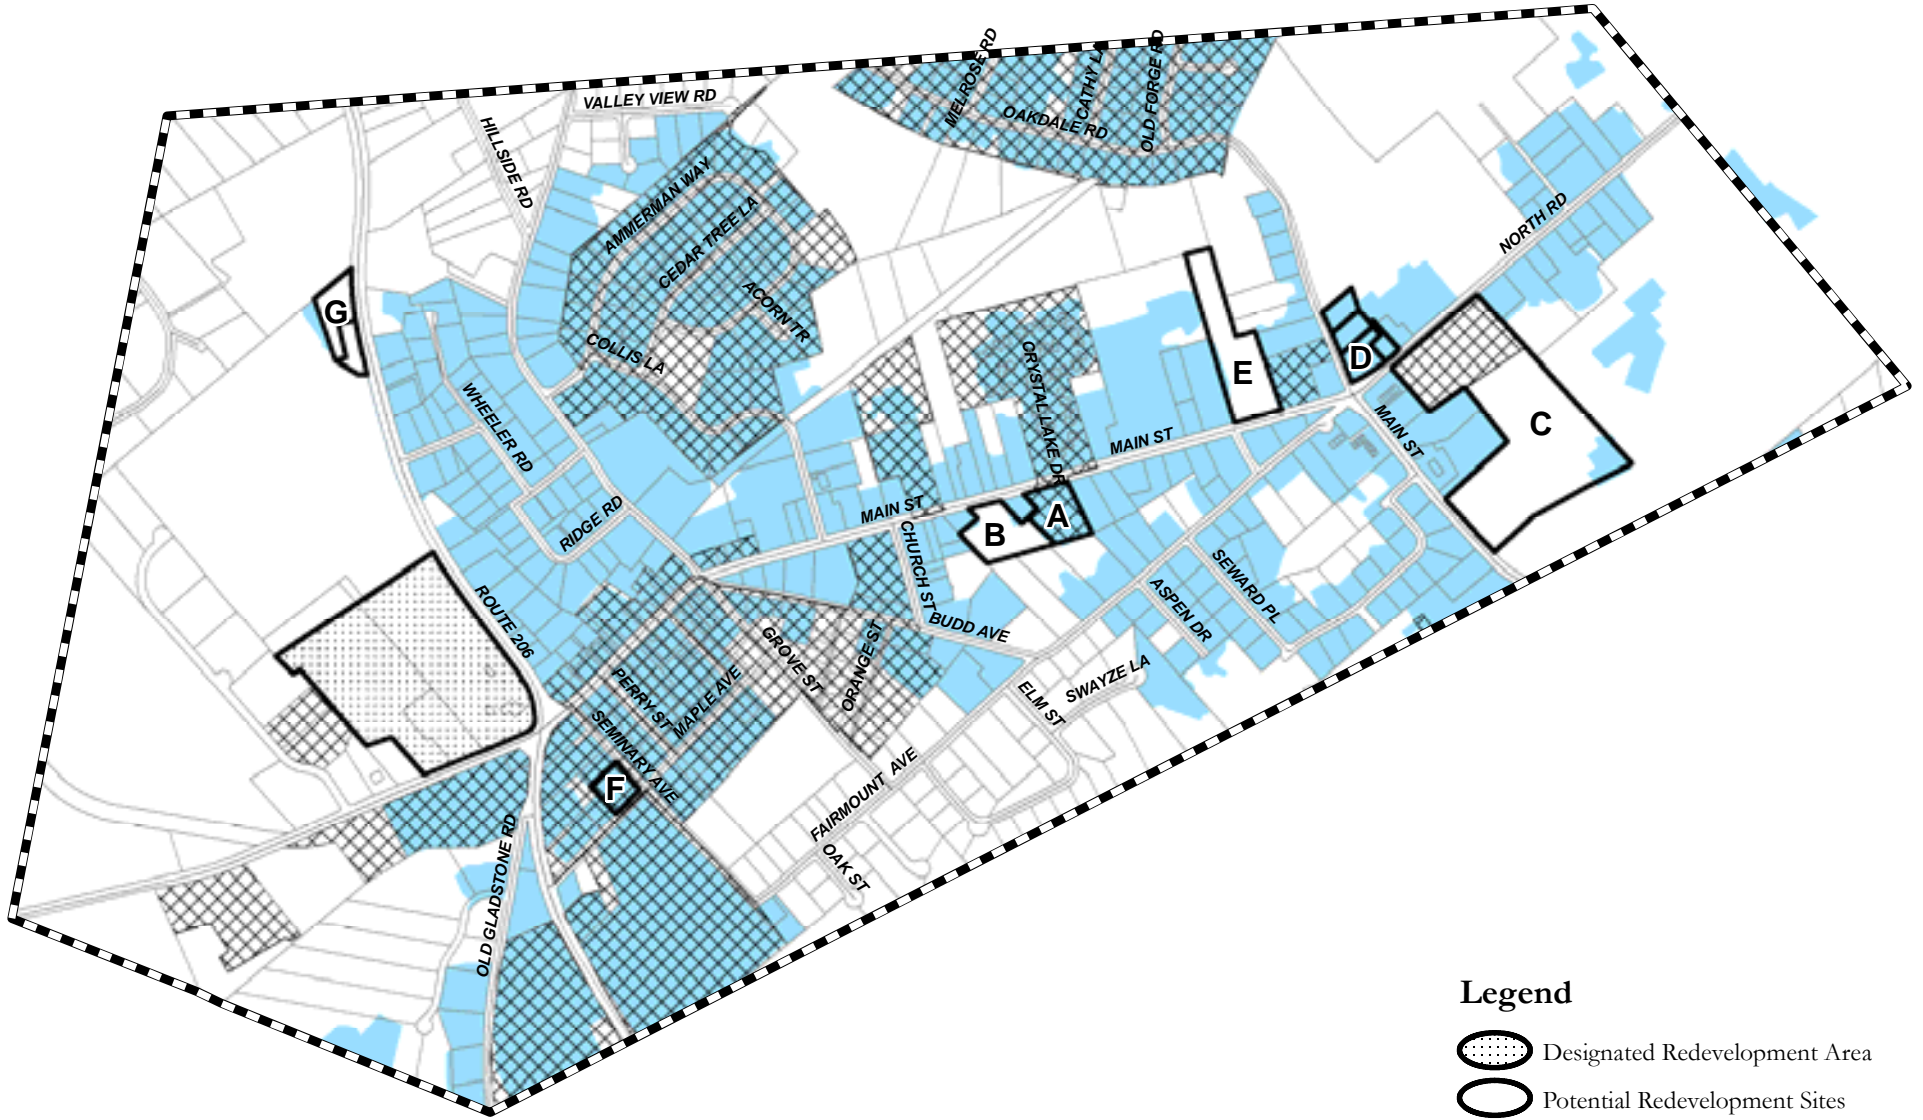 MELROSE RD
CATHY LA
OLD FORGE RD
OAKDALE RD
VALLEY VIEW RD
HILLSIDE RD
AMMERMAN WAY
CEDAR TREE LA
ACORN TR
COLLIS LA
NORTH RD
G
WHEELER RD
RIDGE RD
CRYSTAL LAKE DR
E
D
C
MAIN ST
MAIN ST
MAIN ST
A
B
CHURCH ST
BUDD AVE
ASPEN DR
SEWARD PL
ROUTE 206
GROVE ST
ORANGE ST
PERRY ST
MAPLE AVE
SEMINARY AVE
ELM ST
SWAYZE LA
F
FAIRMOUNT AVE
OAK ST
OLD GLADSTONE RD
Legend
Designated Redevelopment Area
Potential Redevelopment Sites